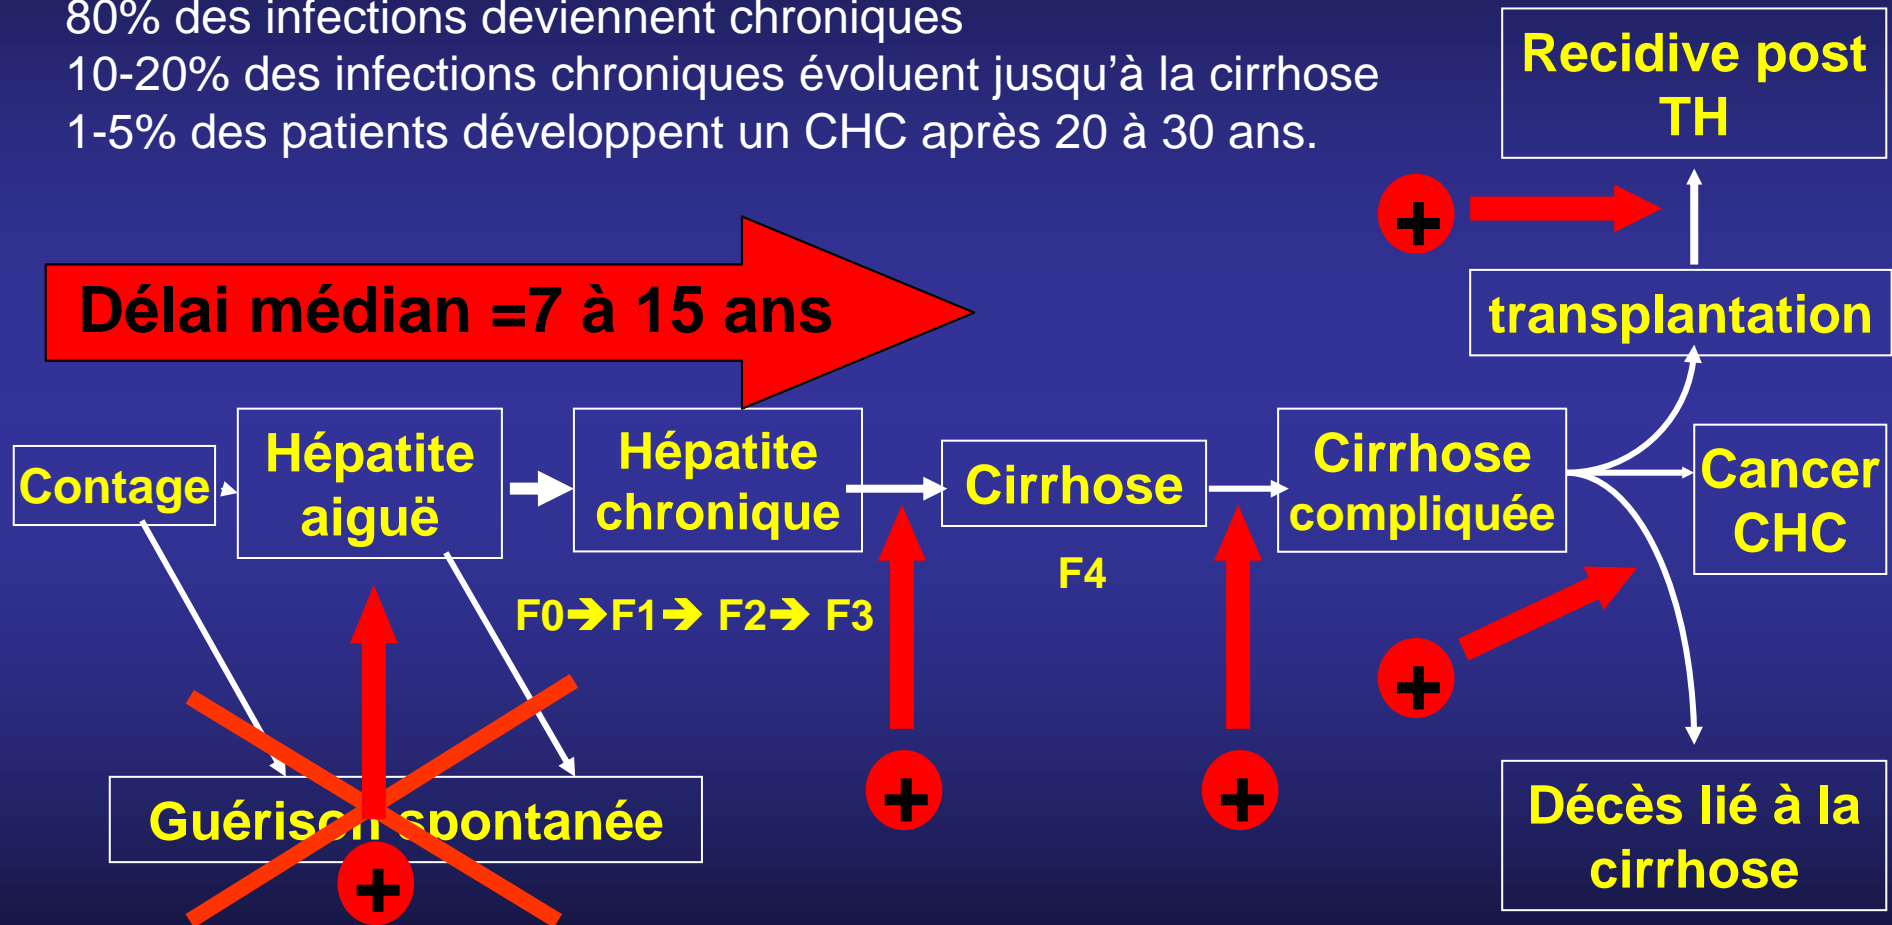 80% des infections deviennent chroniques
10-20% des infections chroniques évoluent jusqu’à la cirrhose
1-5% des patients développent un CHC après 20 à 30 ans.
Recidive post
TH
+
Délai médian =7 à 15 ans
transplantation
Contage
Hépatite
aiguë
Hépatite
chronique
Cirrhose
Cirrhose
compliquée
Cancer
CHC
F4
F0➔F1➔ F2➔ F3
+
+
+
Guérison spontanée
+
Décès lié à la
cirrhose